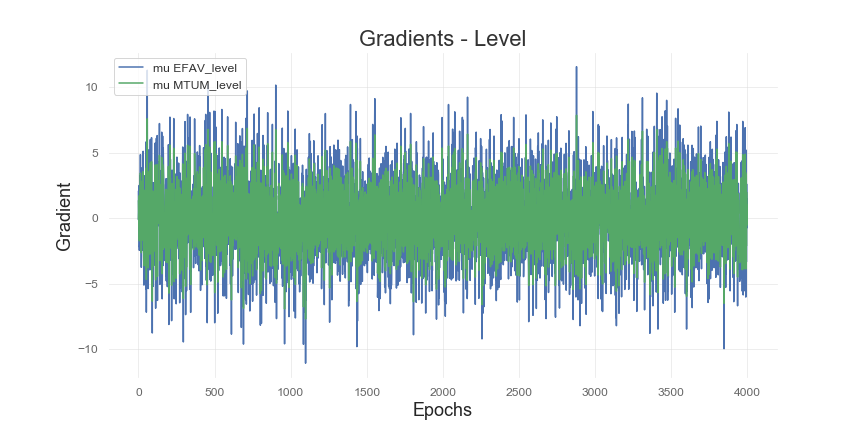 Gradients - Level
mu EFAV_level
mu MTUM_level
10
5
0
−5
−10
Gradient
0 500 1000 1500 2000 2500 3000 3500 4000
Epochs